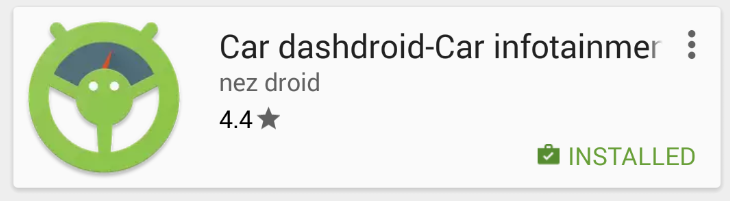 Car dashdroid-Car infotainmer
nez droid
4.4
INSTALLED